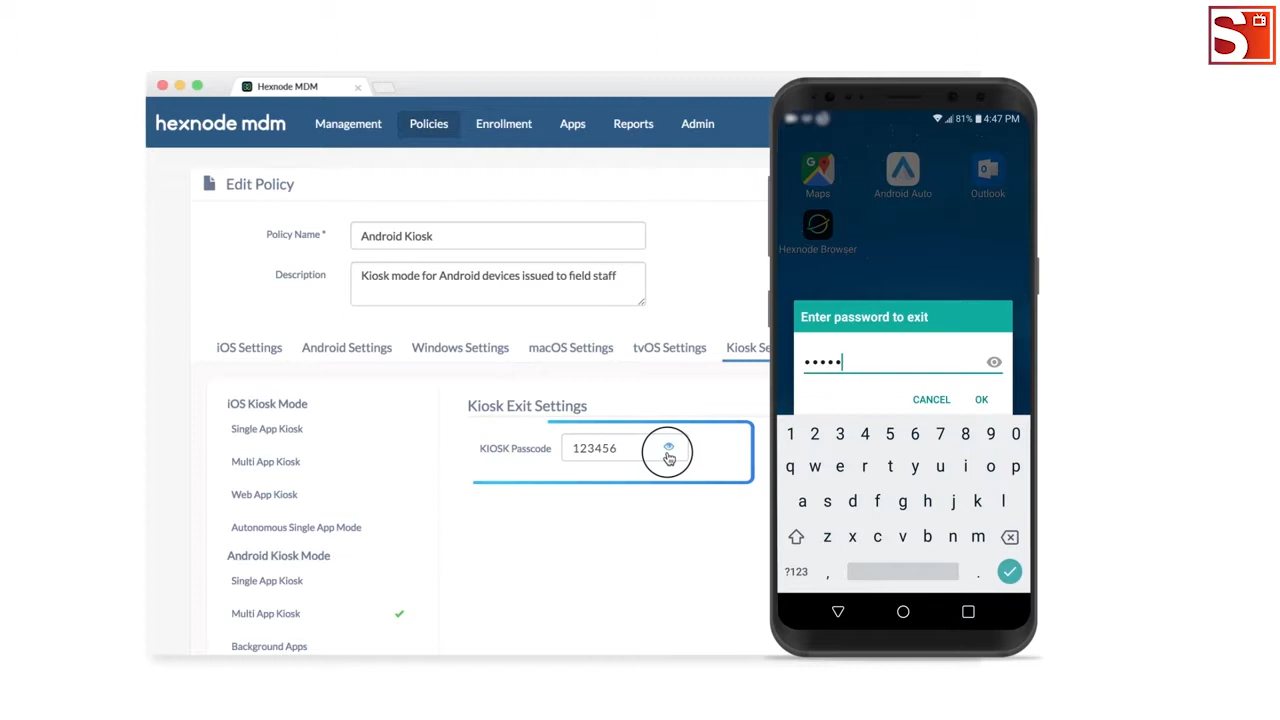 S
Hexnode MDM
hexnode mdm
Management
Policies
Enrollment
Apps
Reports
Admin
Edit Policy
Policy Name *
Android Kiosk
Description
Kiosk mode for Android devices issued to field staff
iOS Settings
Android Settings
Windows Settings
macOS Settings
tvOS Settings
Kiosk Se
iOS Kiosk Mode
Single App Kiosk
Multi App Kiosk
Web App Kiosk
Autonomous Single App Mode
Android Kiosk Mode
Single App Kiosk
Multi App Kiosk
Background Apps
Kiosk Exit Settings
KIOSK Passcode
123456
81% 4:47 PM
Maps
Android Auto
Outlook
Hexnode Browser
Enter password to exit
•••••
CANCEL
OK
1 2 3 4 5 6 7 8 9 0
q w e r t y u i o p
a s d f g h j k l
z x c v b n m
?123 , .